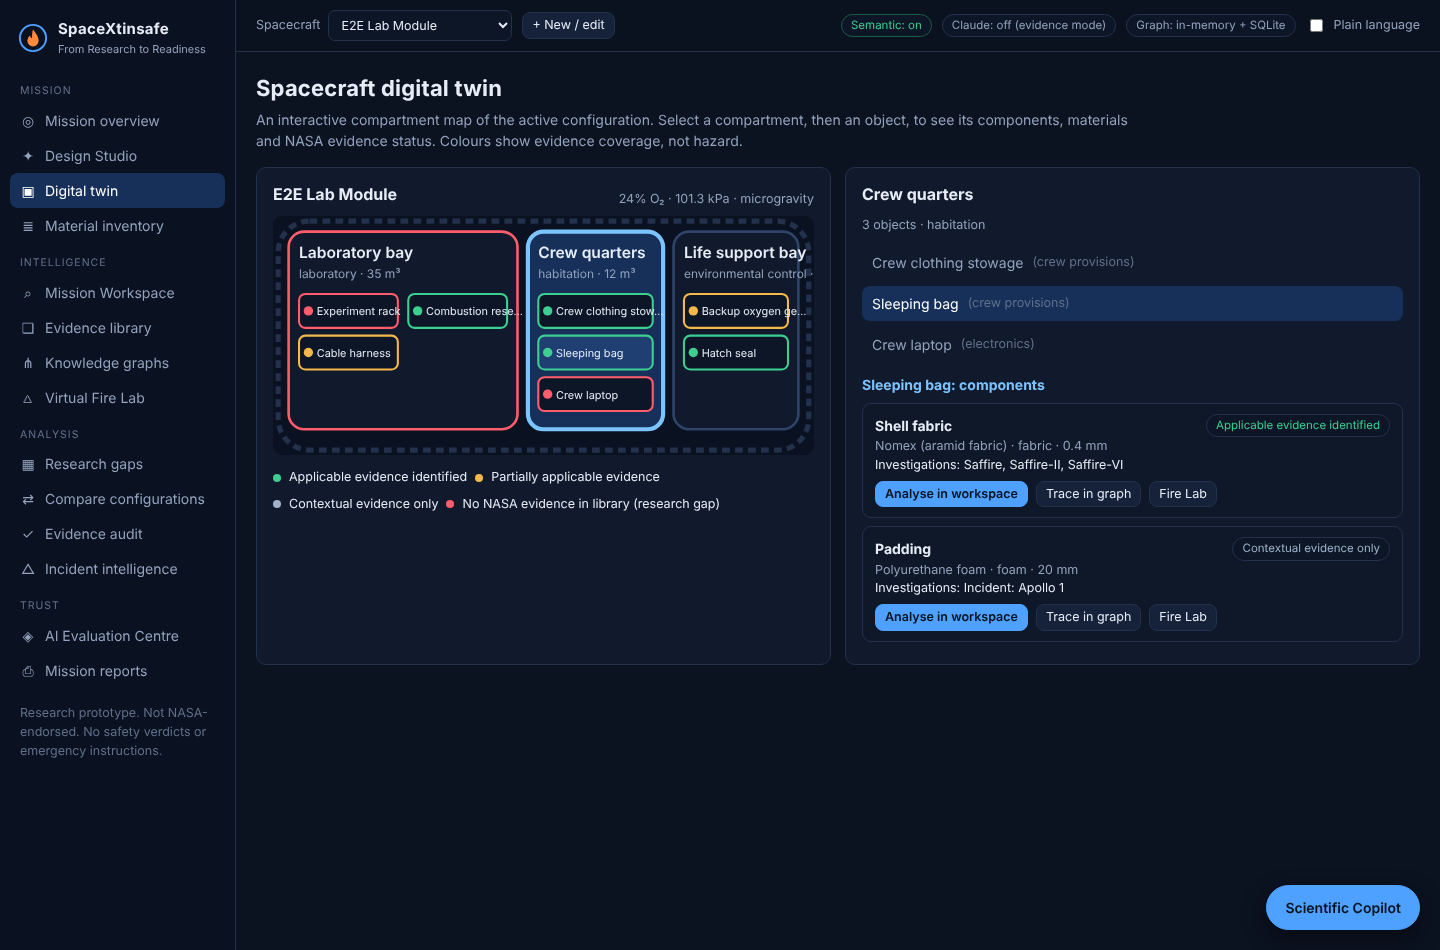 SpaceXtinsafe
From Research to Readiness
MISSION
Mission overview
Design Studio
Digital twin
Material inventory
INTELLIGENCE
Mission Workspace
Evidence library
Knowledge graphs
Virtual Fire Lab
ANALYSIS
Research gaps
Compare configurations
Evidence audit
Incident intelligence
TRUST
AI Evaluation Centre
Mission reports
Research prototype. Not NASA-
endorsed. No safety verdicts or
emergency instructions.
Spacecraft E2E Lab Module + New / edit Semantic: on Claude: off (evidence mode) Graph: in-memory + SQLite Plain language
Spacecraft digital twin
An interactive compartment map of the active configuration. Select a compartment, then an object, to see its components, materials
and NASA evidence status. Colours show evidence coverage, not hazard.
E2E Lab Module 24% O₂ · 101.3 kPa · microgravity
Laboratory bay
laboratory · 35 m³
Experiment rack
Combustion rese...
Cable harness
Crew quarters
habitation · 12 m³
Crew clothing stow...
Sleeping bag
Crew laptop
Life support bay
environmental control ·
Backup oxygen ge...
Hatch seal
Applicable evidence identified Partially applicable evidence
Contextual evidence only No NASA evidence in library (research gap)
Crew quarters
3 objects · habitation
Crew clothing stowage (crew provisions)
Sleeping bag (crew provisions)
Crew laptop (electronics)
Sleeping bag: components
Shell fabric Applicable evidence identified
Nomex (aramid fabric) · fabric · 0.4 mm
Investigations: Saffire, Saffire-II, Saffire-VI
Analyse in workspace Trace in graph Fire Lab
Padding Contextual evidence only
Polyurethane foam · foam · 20 mm
Investigations: Incident: Apollo 1
Analyse in workspace Trace in graph Fire Lab
Scientific Copilot